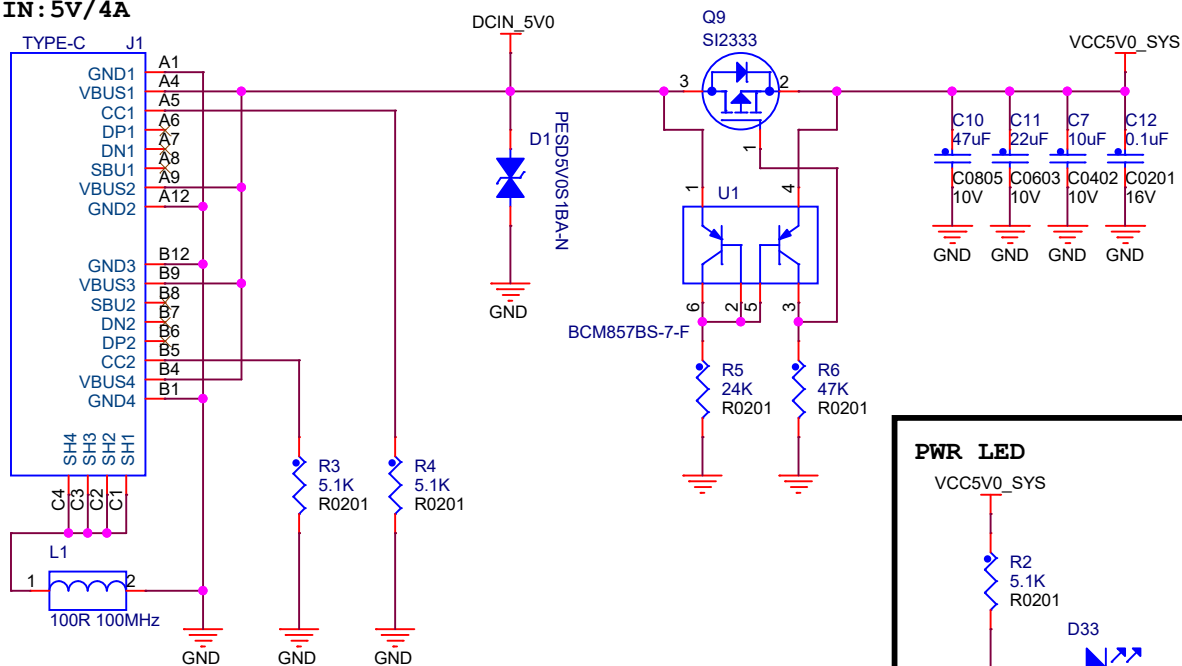 IN:5V/4A
TYPE-C J1
GND1 A1
VBUS1 A4
CC1 A5
DP1 A6
DN1 A7
SBU1 A8
VBUS2 A9
GND2 A12
GND3 B12
VBUS3 B9
SBU2 B8
DN2 B7
DP2 B6
CC2 B5
VBUS4 B4
GND4 B1
SH4 SH3 SH2 SH1
C4 C3 C2 C1
L1
1 2
100R 100MHz
GND
R3
5.1K
R0201
GND
R4
5.1K
R0201
GND
DCIN_5V0
D1
PESD5V0S1BA-N
GND
Q9
SI2333
3 2
1
1 4
U1
6 2 5 3
BCM857BS-7-F
R5
24K
R0201
R6
47K
R0201
VCC5V0_SYS
C10 C11 C7 C12
47uF 22uF 10uF 0.1uF
C0805 C0603 C0402 C0201
10V 10V 10V 16V
GND GND GND GND
PWR LED
VCC5V0_SYS
R2
5.1K
R0201
D33